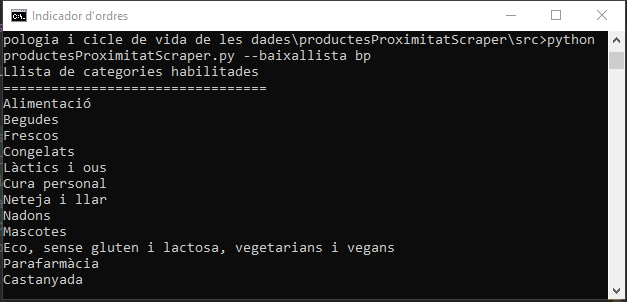 Indicador d'ordres
pologia i cicle de vida de les dades\productesProximitatScraper\src>python
productesProximitatScraper.py --baixallista bp
Llista de categories habilitades
=================================
Alimentació
Begudes
Frescos
Congelats
Làctics i ous
Cura personal
Neteja i llar
Nadons
Mascotes
Eco, sense gluten i lactosa, vegetarians i vegans
Parafarmàcia
Castanyada